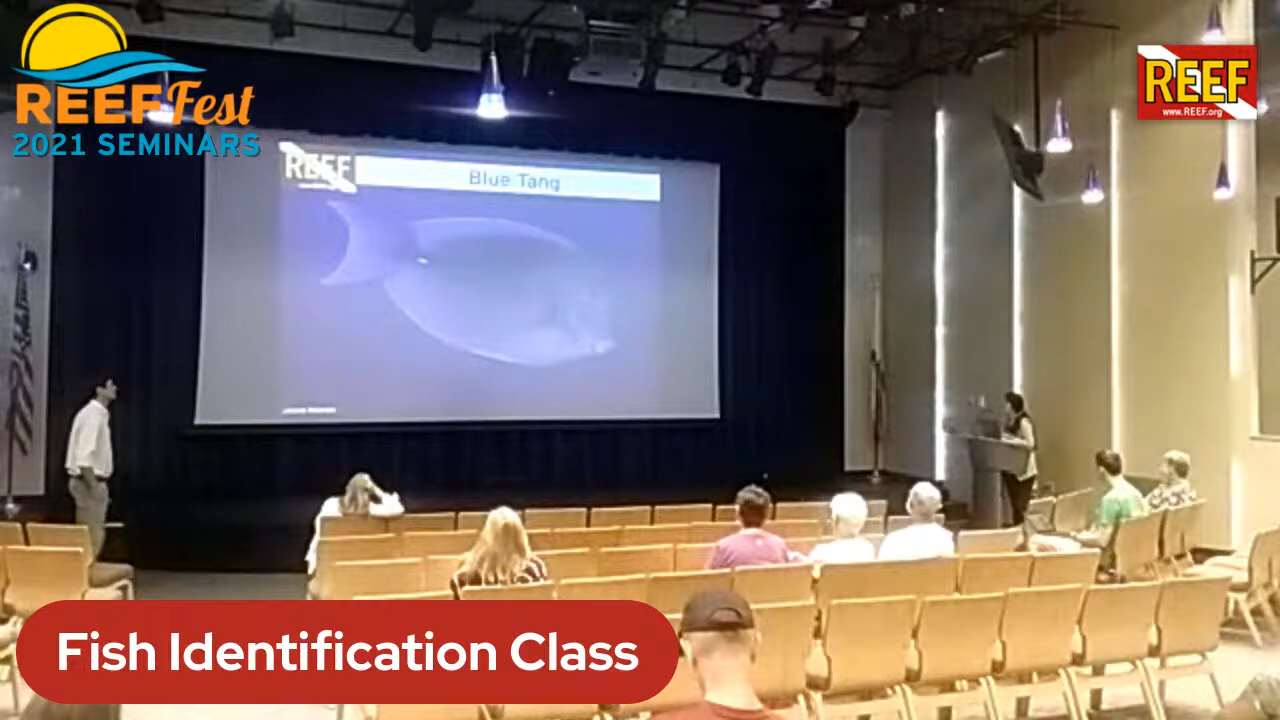 REEF Fest
2021 SEMINARS
REEF
www.REEF.org
REEF
Blue Tang
Fish Identification Class